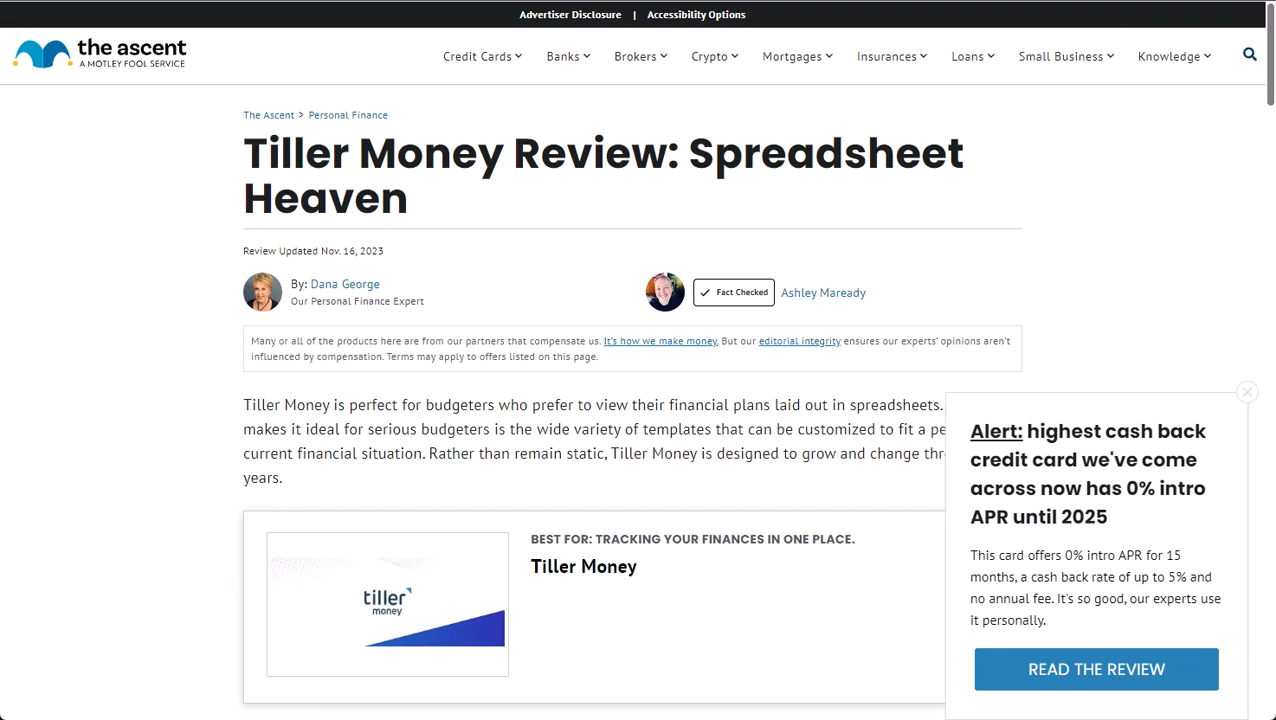 Advertiser Disclosure | Accessibility Options
the ascent
A MOTLEY FOOL SERVICE
Credit Cards Banks Brokers Crypto Mortgages Insurances Loans Small Business Knowledge
The Ascent > Personal Finance
Tiller Money Review: Spreadsheet
Heaven
Review Updated Nov. 16, 2023
By: Dana George
Our Personal Finance Expert
Fact Checked Ashley Maready
Many or all of the products here are from our partners that compensate us. It's how we make money. But our editorial integrity ensures our experts' opinions aren't
influenced by compensation. Terms may apply to offers listed on this page.
Tiller Money is perfect for budgeters who prefer to view their financial plans laid out in spreadsheets.
makes it ideal for serious budgeters is the wide variety of templates that can be customized to fit a pe
current financial situation. Rather than remain static, Tiller Money is designed to grow and change thr
years.
tiller
money
BEST FOR: TRACKING YOUR FINANCES IN ONE PLACE.
Tiller Money
Alert: highest cash back
credit card we've come
across now has 0% intro
APR until 2025
This card offers 0% intro APR for 15
months, a cash back rate of up to 5% and
no annual fee. It's so good, our experts use
it personally.
READ THE REVIEW